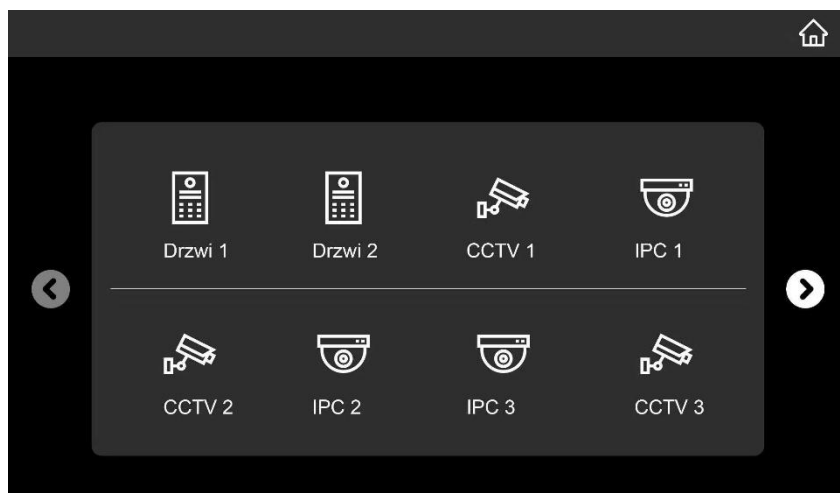 Drzwi 1
Drzwi 2
CCTV 1
IPC 1
CCTV 2
IPC 2
IPC 3
CCTV 3